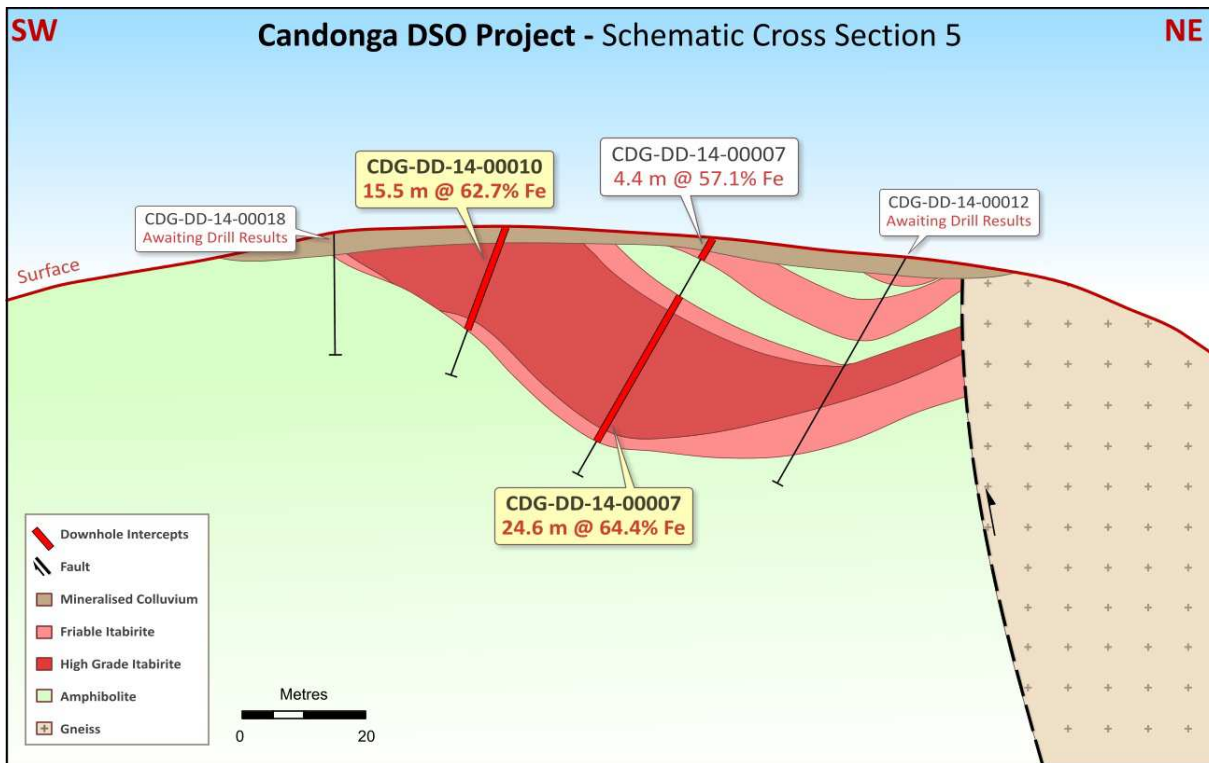 SW
Candonga DSO Project - Schematic Cross Section 5
NE
CDG-DD-14-00010
15.5 m @ 62.7% Fe
CDG-DD-14-00007
4.4 m @ 57.1% Fe
CDG-DD-14-00018
Awaiting Drill Results
CDG-DD-14-00012
Awaiting Drill Results
Surface
CDG-DD-14-00007
24.6 m @ 64.4% Fe
Downhole Intercepts
Fault
Mineralised Colluvium
Friable Itabirite
High Grade Itabirite
Amphibolite
Gneiss
Metres
0 20